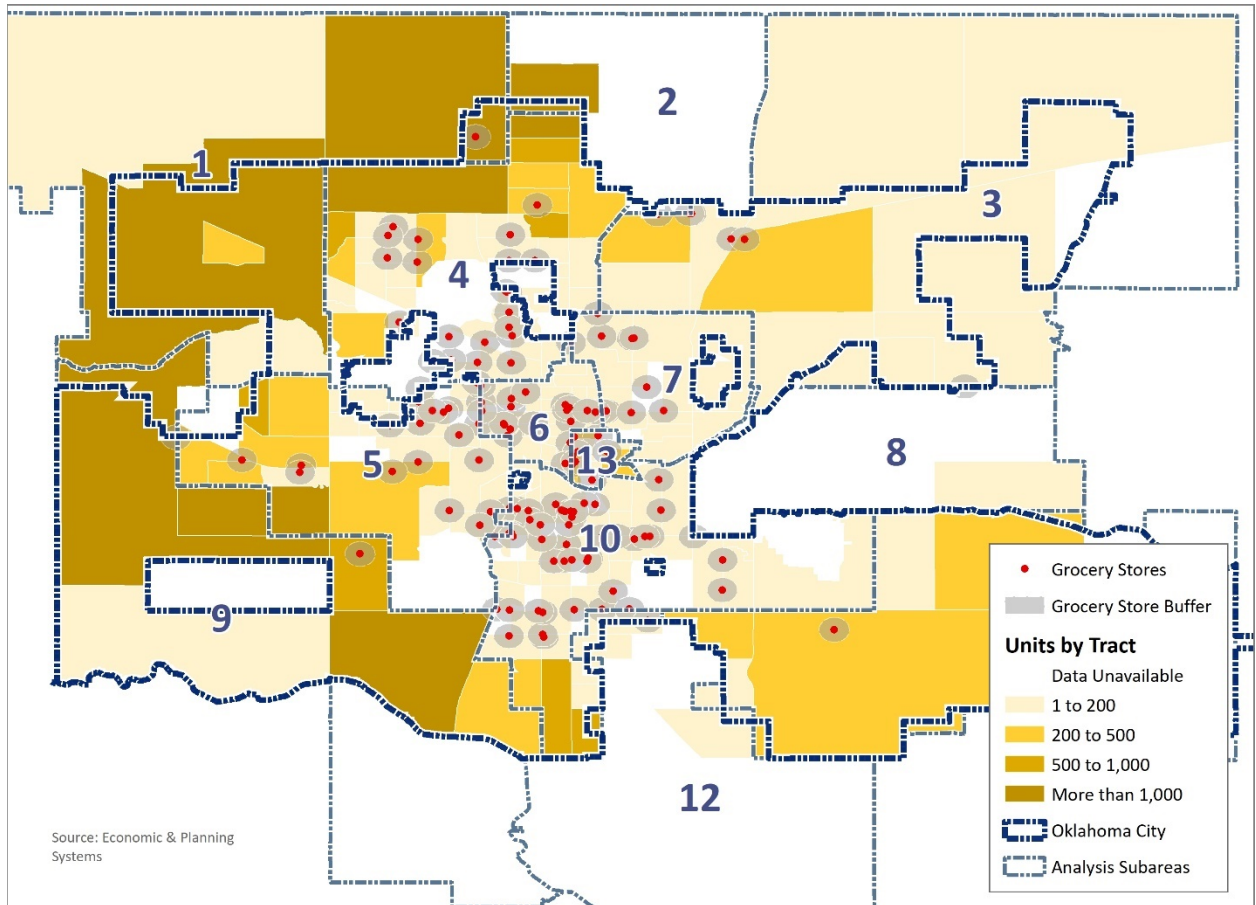 2
1
3
4
7
6
13
5
8
10
9
12
Grocery Stores
Grocery Store Buffer
Units by Tract
Data Unavailable
1 to 200
200 to 500
500 to 1,000
More than 1,000
Oklahoma City
Analysis Subareas
Source: Economic & Planning
Systems